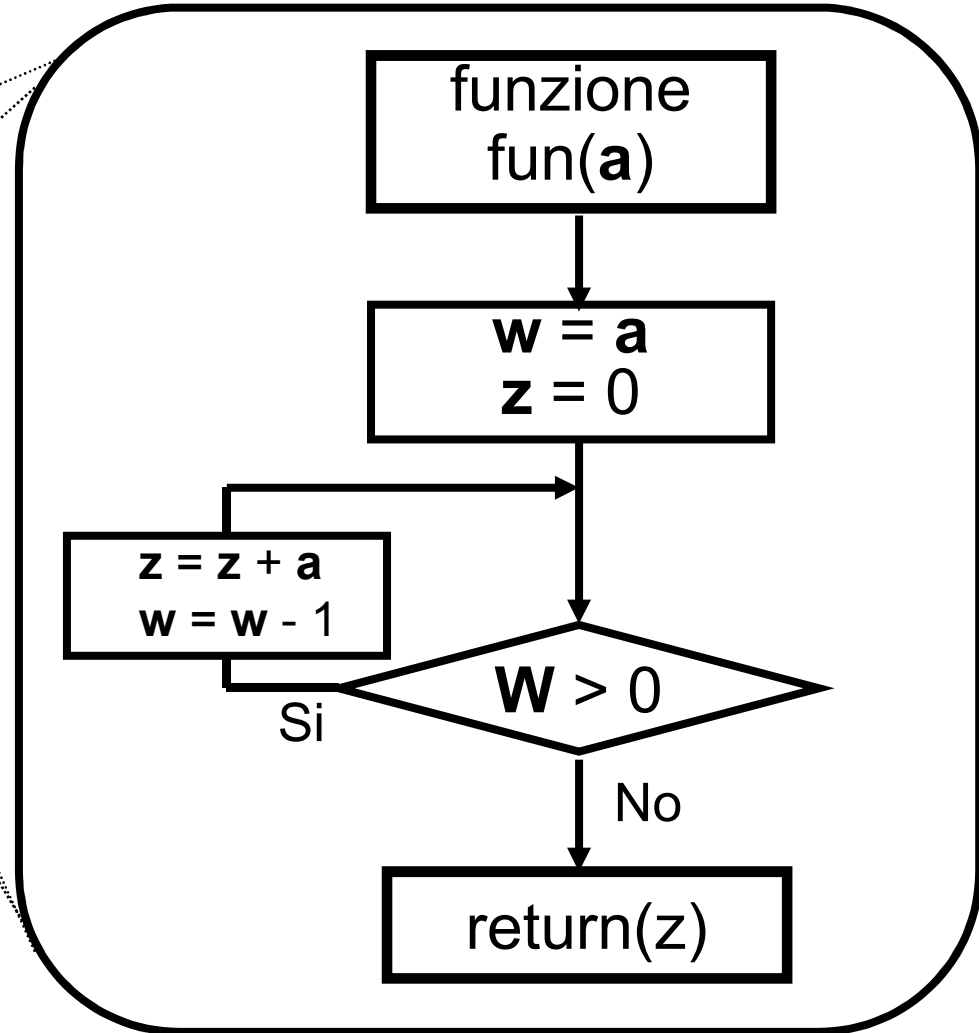 funzione
fun(a)
w = a
z = 0
z = z + a
w = w - 1
W > 0
Si
No
return(z)